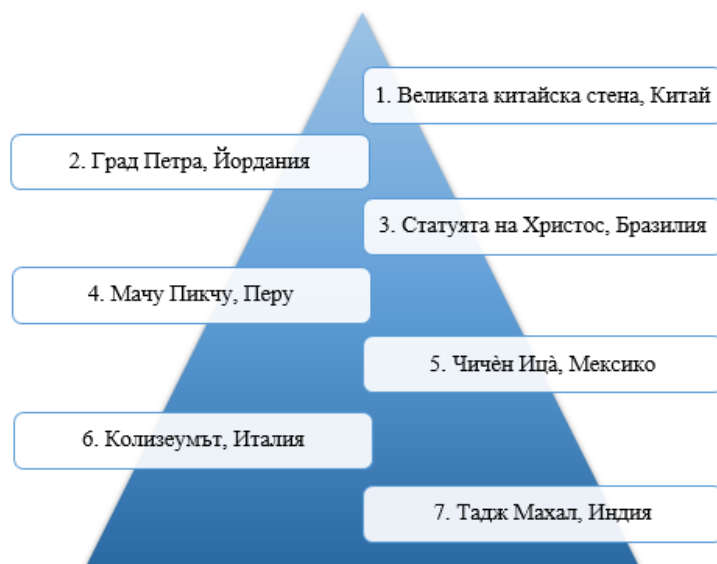 1. Великата китайска стена, Китай
2. Град Петра, Йордания
3. Статуята на Христос, Бразилия
4. Мачу Пикчу, Перу
5. Чичѐн Ицà, Мексико
6. Колизеумът, Италия
7. Тадж Махал, Индия